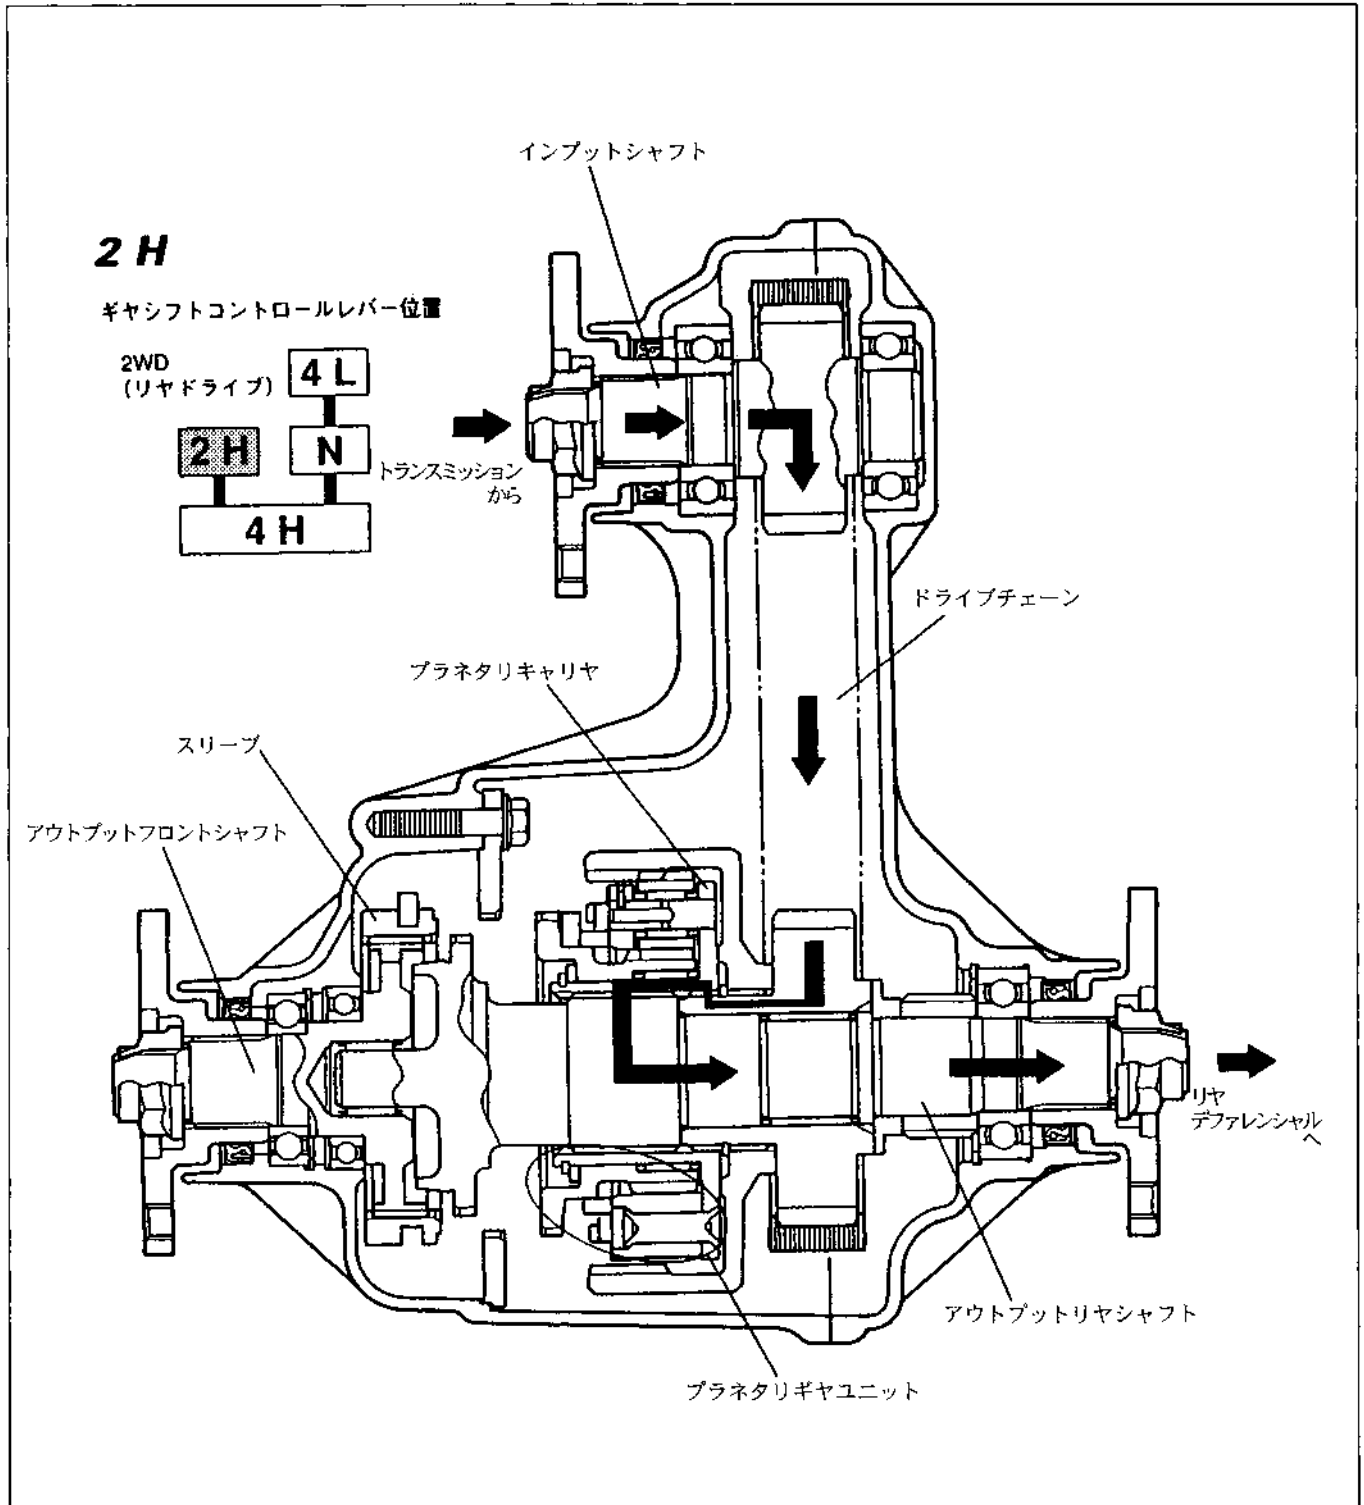 インプットシャフト
2 H
ギヤシフトコントロールレバー位置
2WD
(リヤドライブ)
4 L
2 H
N
4 H
トランスミッション
から
ドライブチェーン
プラネタリキャリヤ
スリーブ
アウトプットフロントシャフト
リヤ
デファレンシャル
へ
アウトプットリヤシャフト
プラネタリギヤユニット